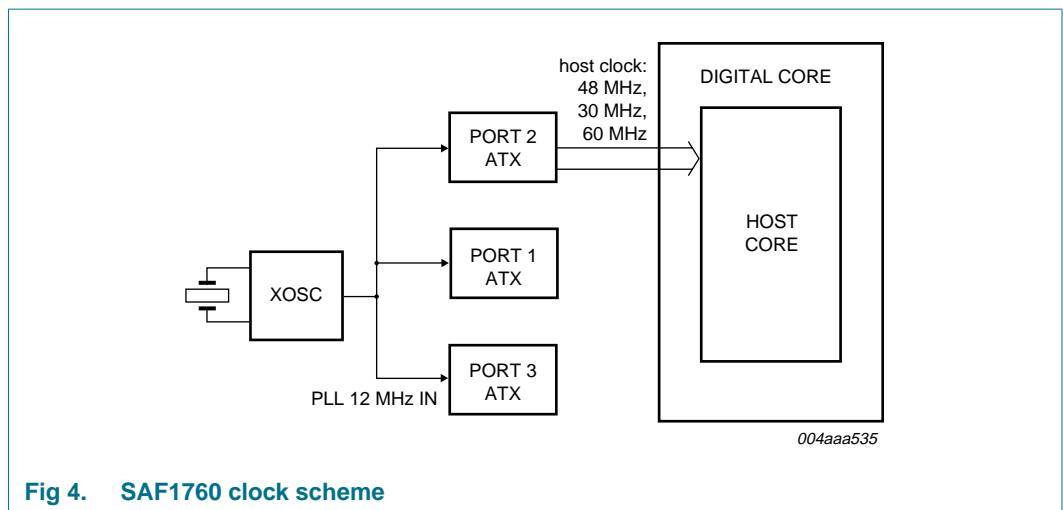 host clock:
48 MHz,
30 MHz,
60 MHz
DIGITAL CORE
PORT 2
ATX
HOST
CORE
PORT 1
ATX
XOSC
PORT 3
ATX
PLL 12 MHz IN
004aaa535
Fig 4. SAF1760 clock scheme